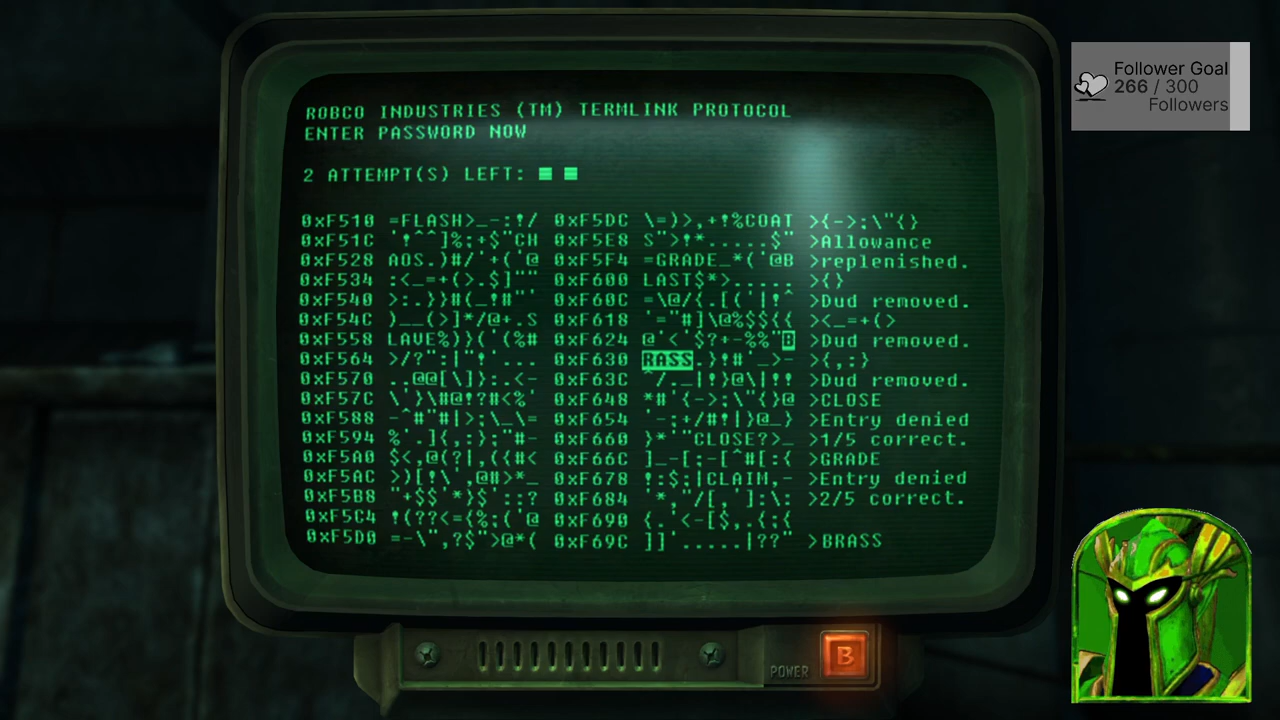 ROBCO INDUSTRIES (TM) TERMLINK PROTOCOL
ENTER PASSWORD NOW
2 ATTEMPT(S) LEFT:
0xF510 =FLASH>_-:!/ 0xF5DC \=)>,+!%COAT >{->;\"{}
0xF51C '!^^]%;+$"CH 0xF5E8 S">!*.....$" >Allowance
0xF528 AOS.)#/'+('@ 0xF5F4 =GRADE_*('@B >replenished.
0xF534 :<_=+(>.$]"" 0xF600 LAST$*>..... >{}
0xF540 >:.}}#(_!#"' 0xF60C =\@/{.[('|!^ >Dud removed.
0xF54C )__(>]*/@+.S 0xF618 '="#]\@%$${{ ><_=+(>
0xF558 LAVE%)}('(%# 0xF624 @'<'$?+-%%"B >Dud removed.
0xF564 >/?":|"!'... 0xF630 RASS.}!#'_>- >{,:}
0xF570 ..@@[\]}:.<- 0xF63C ^/._|!}@\|!! >Dud removed.
0xF57C \'}\#@!?#<%' 0xF648 *#'{->;\"{}@ >CLOSE
0xF588 -^#"#|>;\_\= 0xF654 '-;+/#!|}@_} >Entry denied
0xF594 %'.]{,:};"#- 0xF660 }*'"CLOSE?>_ >1/5 correct.
0xF5A0 $<,@(?|,({#< 0xF66C ]_-[;-[^#[:{ >GRADE
0xF5AC >)[!\',@#>*_ 0xF678 !:$;|CLAIM,- >Entry denied
0xF5B8 "+$$'*}$'::? 0xF684 '*,"/[,']:\: >2/5 correct.
0xF5C4 !(??<={%;('@ 0xF690 {.'<-[$,.{;{
0xF5D0 =-\",?$">@*( 0xF69C ]]'.....|??" >BRASS
POWER
B
Follower Goal
266 / 300
Followers